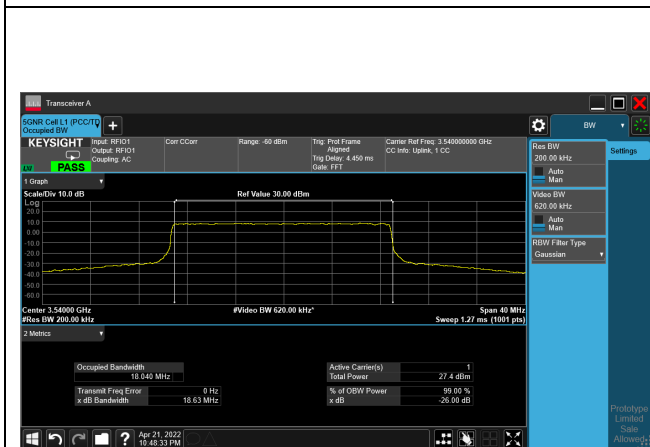 Transceiver A
5GNR Cell L1 (PCC/TD
Occupied BW
BW
KEYSIGHT
Input: RFIO1
Output: RFIO1
Coupling: AC
Corr CCorr
Range: -60 dBm
Trig: Prot Frame
Aligned
Trig Delay: 4.450 ms
Gate: FFT
Carrier Ref Freq: 3.540000000 GHz
CC Info: Uplink, 1 CC
PASS
Res BW
200.00 kHz
Auto
Man
Video BW
620.00 kHz
Auto
Man
RBW Filter Type
Gaussian
Settings
1 Graph
Scale/Div 10.0 dB
Ref Value 30.00 dBm
Log
20.0
10.0
0.00
-10.0
-20.0
-30.0
-40.0
-50.0
-60.0
Center 3.54000 GHz
#Video BW 620.00 kHz*
Span 40 MHz
#Res BW 200.00 kHz
Sweep 1.27 ms (1001 pts)
2 Metrics
Occupied Bandwidth
18.040 MHz
Active Carrier(s) 1
Total Power 27.4 dBm
Transmit Freq Error 0 Hz
x dB Bandwidth 18.63 MHz
% of OBW Power 99.00 %
x dB -26.00 dB
Prototype
Limited
Sale
Allowed
Apr 21, 2022
10:48:33 PM